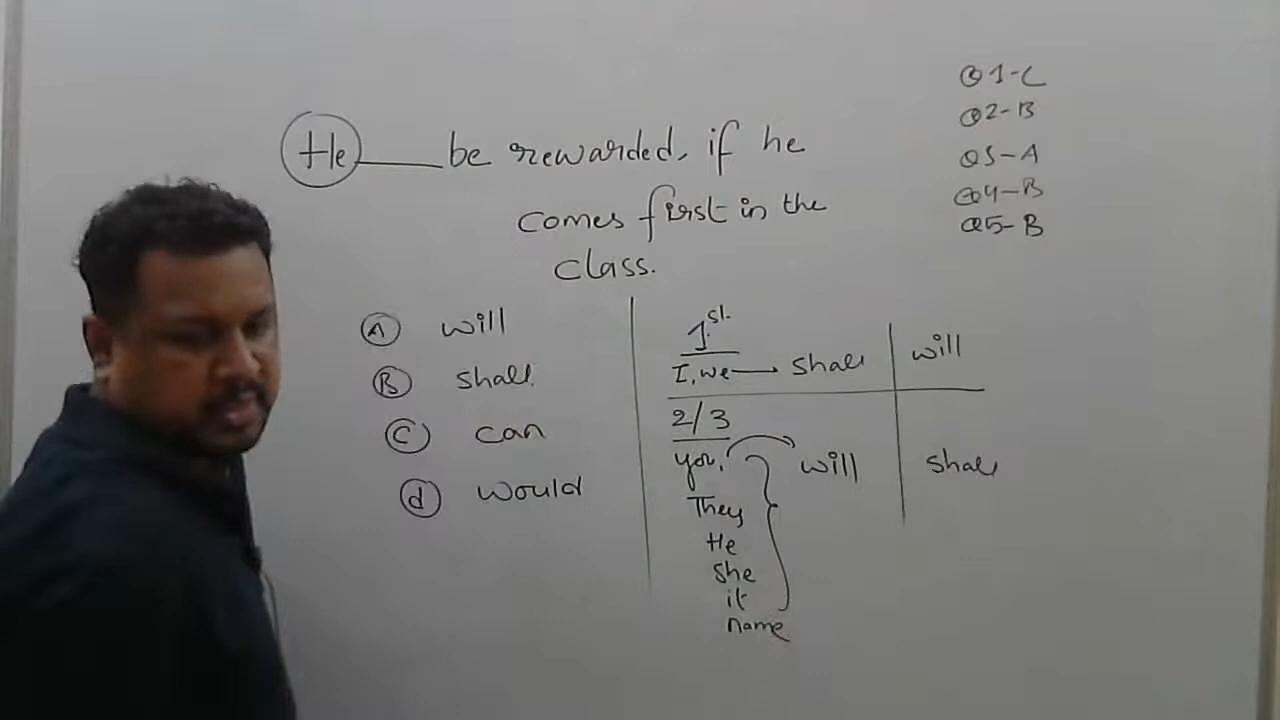 He ____ be rewarded, if he
comes first in the
class.
A will
B shall
C can
d would
1st.
I, we → shall
will
2/3
you,
They
He
She
it
name
will
shall
Q1-C
Q2-B
Q3-A
Q4-B
Q5-B